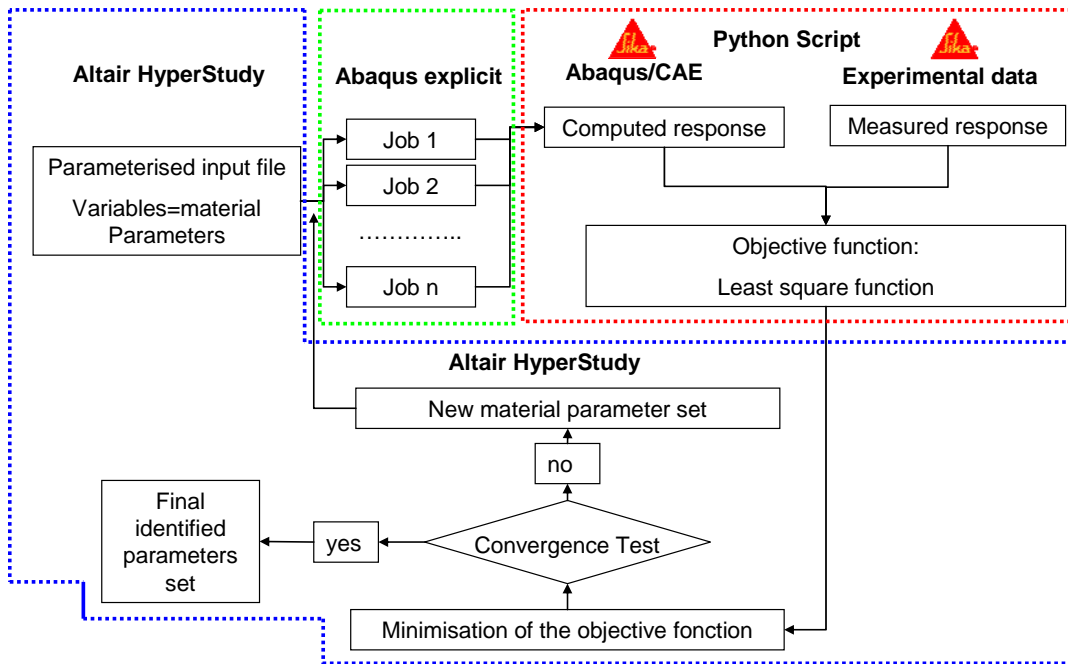 Altair HyperStudy
Parameterised input file
Variables=material
Parameters
Abaqus explicit
Job 1
Job 2
…………..
Job n
Python Script
Sika
Abaqus/CAE
Sika
Experimental data
Computed response
Measured response
Objective function:
Least square function
Altair HyperStudy
New material parameter set
no
Convergence Test
yes
Final
identified
parameters
set
Minimisation of the objective fonction